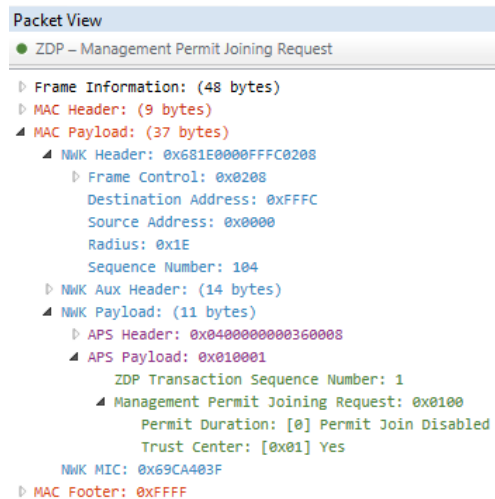 Packet View
ZDP – Management Permit Joining Request
Frame Information: (48 bytes)
MAC Header: (9 bytes)
MAC Payload: (37 bytes)
NWK Header: 0x681E0000FFFC0208
Frame Control: 0x0208
Destination Address: 0xFFFC
Source Address: 0x0000
Radius: 0x1E
Sequence Number: 104
NWK Aux Header: (14 bytes)
NWK Payload: (11 bytes)
APS Header: 0x0400000000360008
APS Payload: 0x010001
ZDP Transaction Sequence Number: 1
Management Permit Joining Request: 0x0100
Permit Duration: [0] Permit Join Disabled
Trust Center: [0x01] Yes
NWK MIC: 0x69CA403F
MAC Footer: 0xFFFF